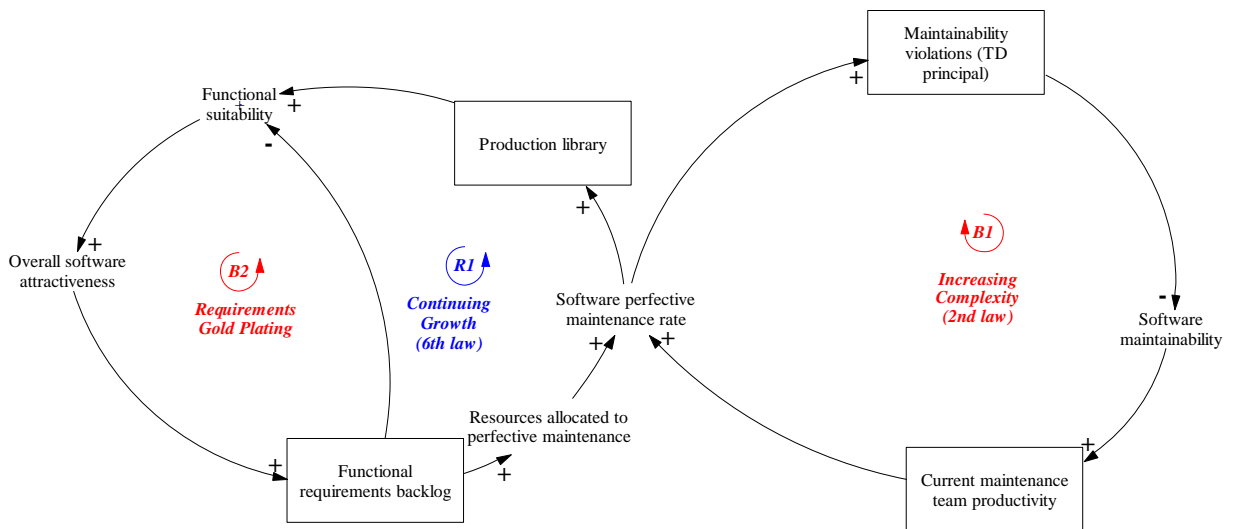 Maintainability
violations (TD
principal)
+
Functional
suitability
+
+
-
Production library
+
B1
Increasing
Complexity
(2nd law)
-
Software
maintainability
+
Overall software
attractiveness
B2
Requirements
Gold Plating
R1
Continuing
Growth
(6th law)
Software perfective
maintenance rate
+
+
Resources allocated to
perfective maintenance
+
+
Functional
requirements backlog
+
Current maintenance
team productivity